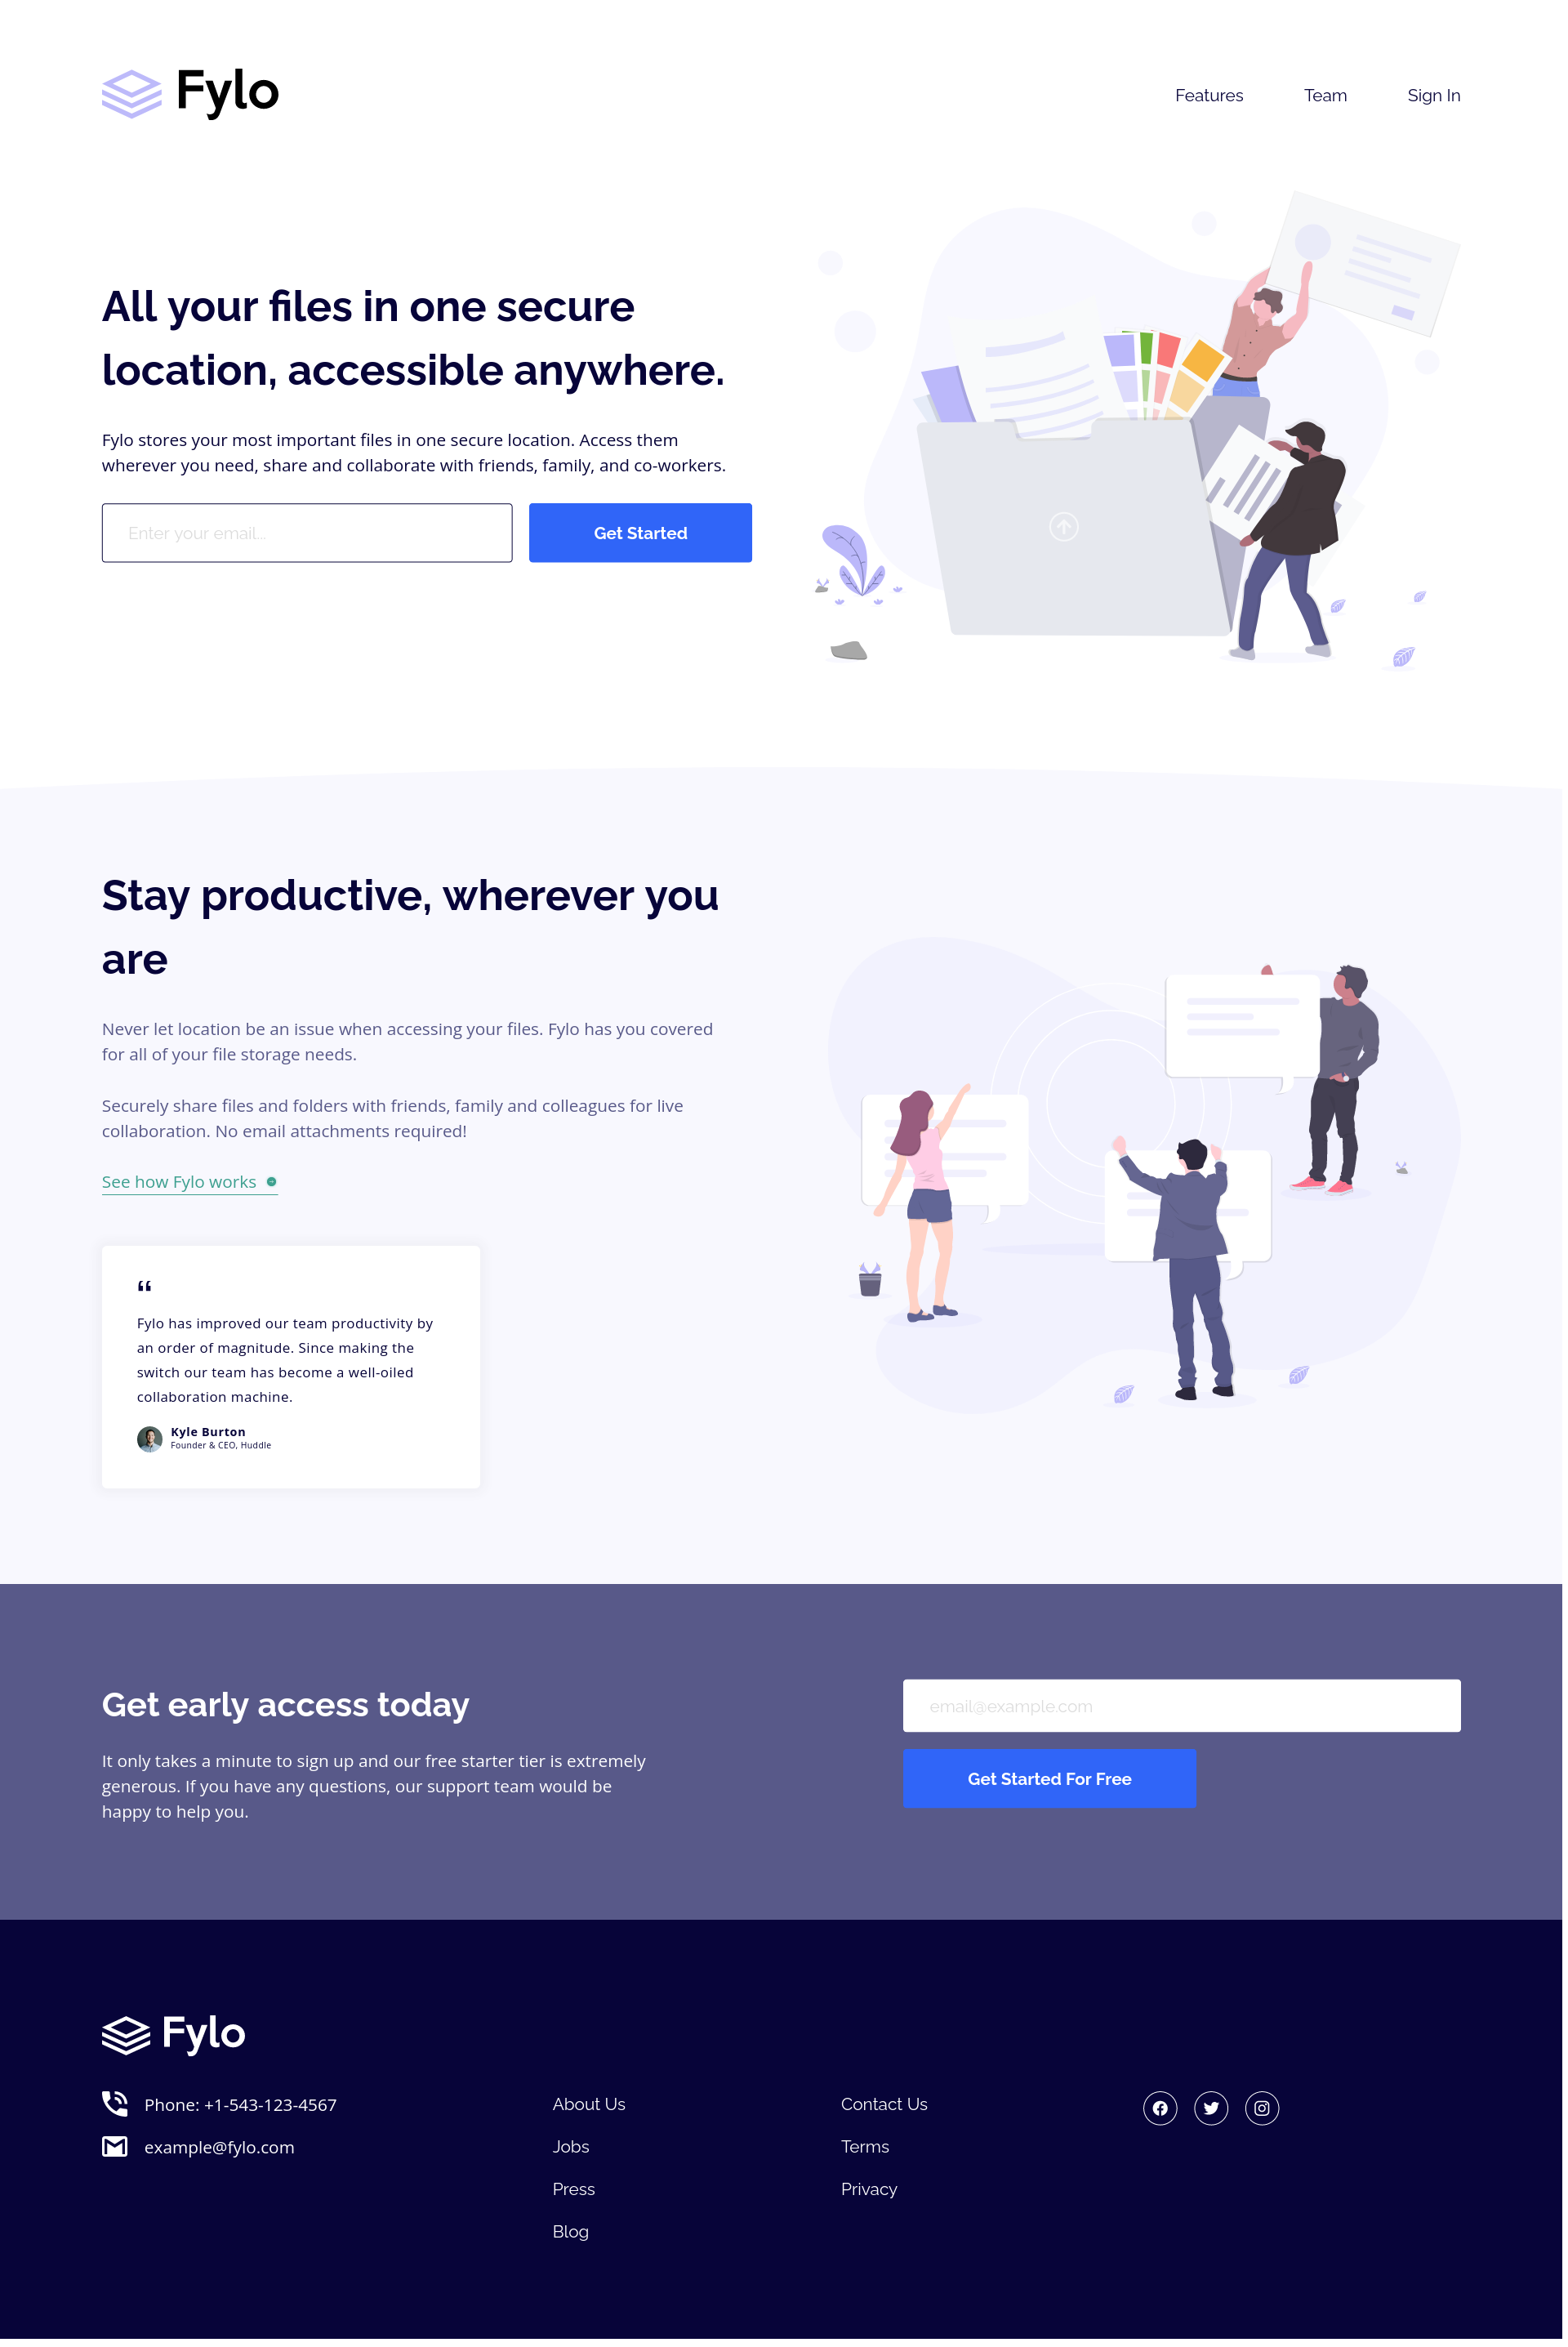 Fylo
Features
Team
Sign In
All your files in one secure
location, accessible anywhere.
Fylo stores your most important files in one secure location. Access them
wherever you need, share and collaborate with friends, family, and co-workers.
Enter your email...
Get Started
Stay productive, wherever you
are
Never let location be an issue when accessing your files. Fylo has you covered
for all of your file storage needs.
Securely share files and folders with friends, family and colleagues for live
collaboration. No email attachments required!
See how Fylo works
“
Fylo has improved our team productivity by
an order of magnitude. Since making the
switch our team has become a well-oiled
collaboration machine.
Kyle Burton
Founder & CEO, Huddle
Get early access today
It only takes a minute to sign up and our free starter tier is extremely
generous. If you have any questions, our support team would be
happy to help you.
email@example.com
Get Started For Free
Fylo
Phone: +1-543-123-4567
example@fylo.com
About Us
Jobs
Press
Blog
Contact Us
Terms
Privacy